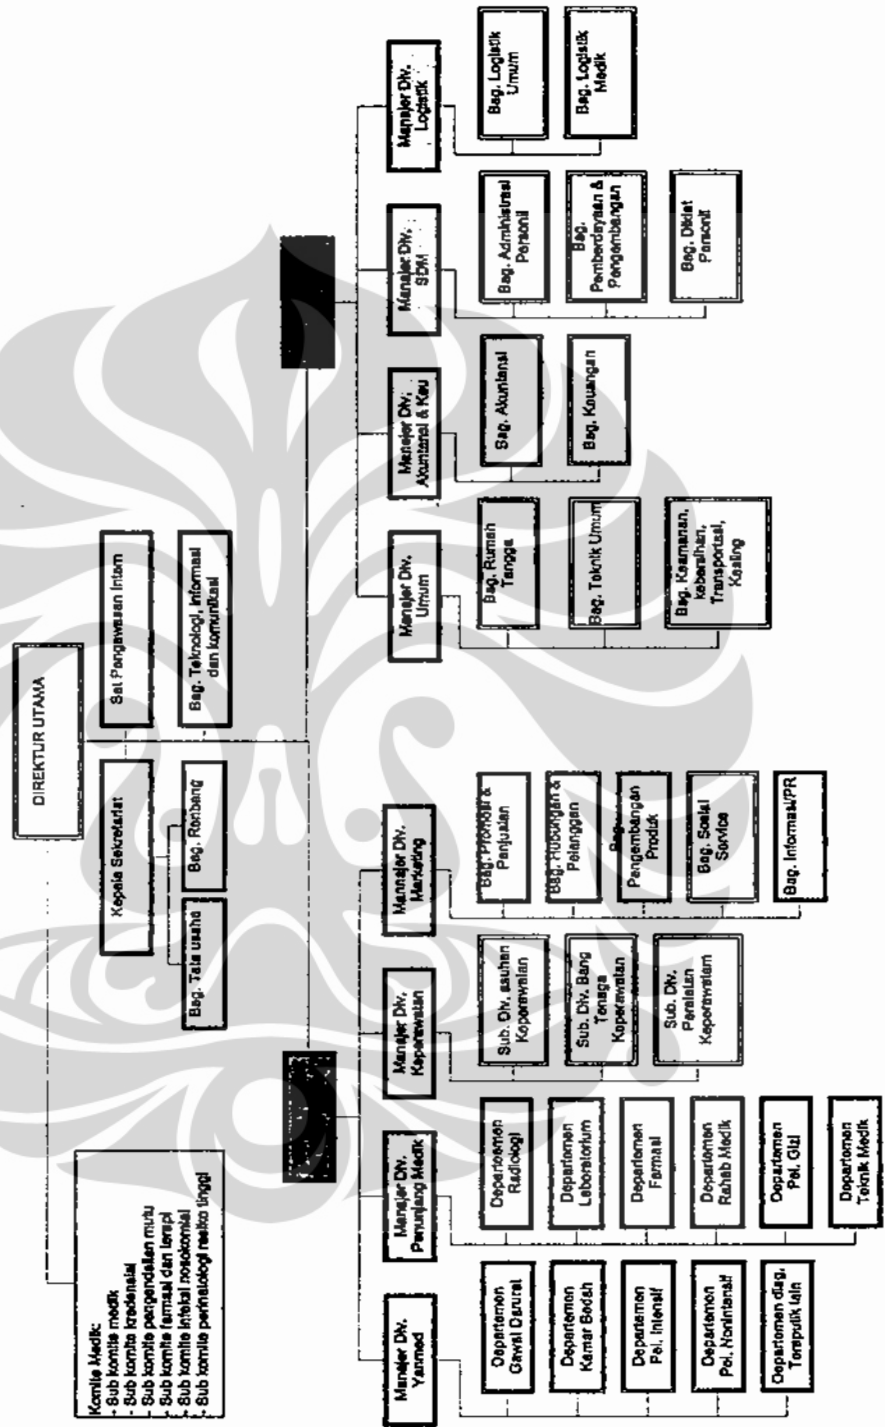 DIREKTUR UTAMA
Komite Medik:
- Sub komite medik
- Sub komite kredensial
- Sub komite pengendalian mutu
- Sub komite farmasi dan terapi
- Sub komite infeksi nosokomial
- Sub komite perinatologi resiko tinggi
Kepala Sekretariat
Sat Pengawasan Intern
Bag. Tata usaha
Bag. Renbang
Bag. Teknologi, informasi
dan komunikasi
Manajer Div.
Yanmed
Manajer Div.
Penunjang Medik
Manajer Div.
Keperawatan
Mannajer Div.
Marketing
Manajer Div.
Umum
Manajer Div.
Akuntansi & Keu
Manajer Div.
SDM
Manajer Div.
Logistik
Departemen
Gawat Darurat
Departemen
Kamar Bedah
Departemen
Pel. Intensif
Departemen
Pel. Nonintensif
Departemen diag,
Teraputik lain
Departoemen
Radiologi
Departemen
Laboratorium
Departemen
Farmasi
Departemen
Rehab Medik
Departemen
Pel. Gizi
Departemen
Teknik Medik
Sub. Div. asuhan
Keperawatan
Sub. Div. Bang
Tenaga
Keperawatan
Sub. Div.
Peralatan
Keperawatam
Bag. Promosi &
Penjualan
Bag. Hubungan &
Pelanggan
Bag.
Pengembangan
Produk
Bag. Sosial
Service
Bag. Informasi/PR
Bag. Rumah
Tangga
Bag. Teknik Umum
Bag. Keamanan,
kebersihan,
Transportasi,
Kesling
Bag. Akuntansi
Bag. Keuangan
Bag. Administrasi
Personil
Bag.
Pemberdayaan &
Pengembangan
Bag. Diklat
Personil
Bag. Logistik
Umum
Bag. Logistik
Medik